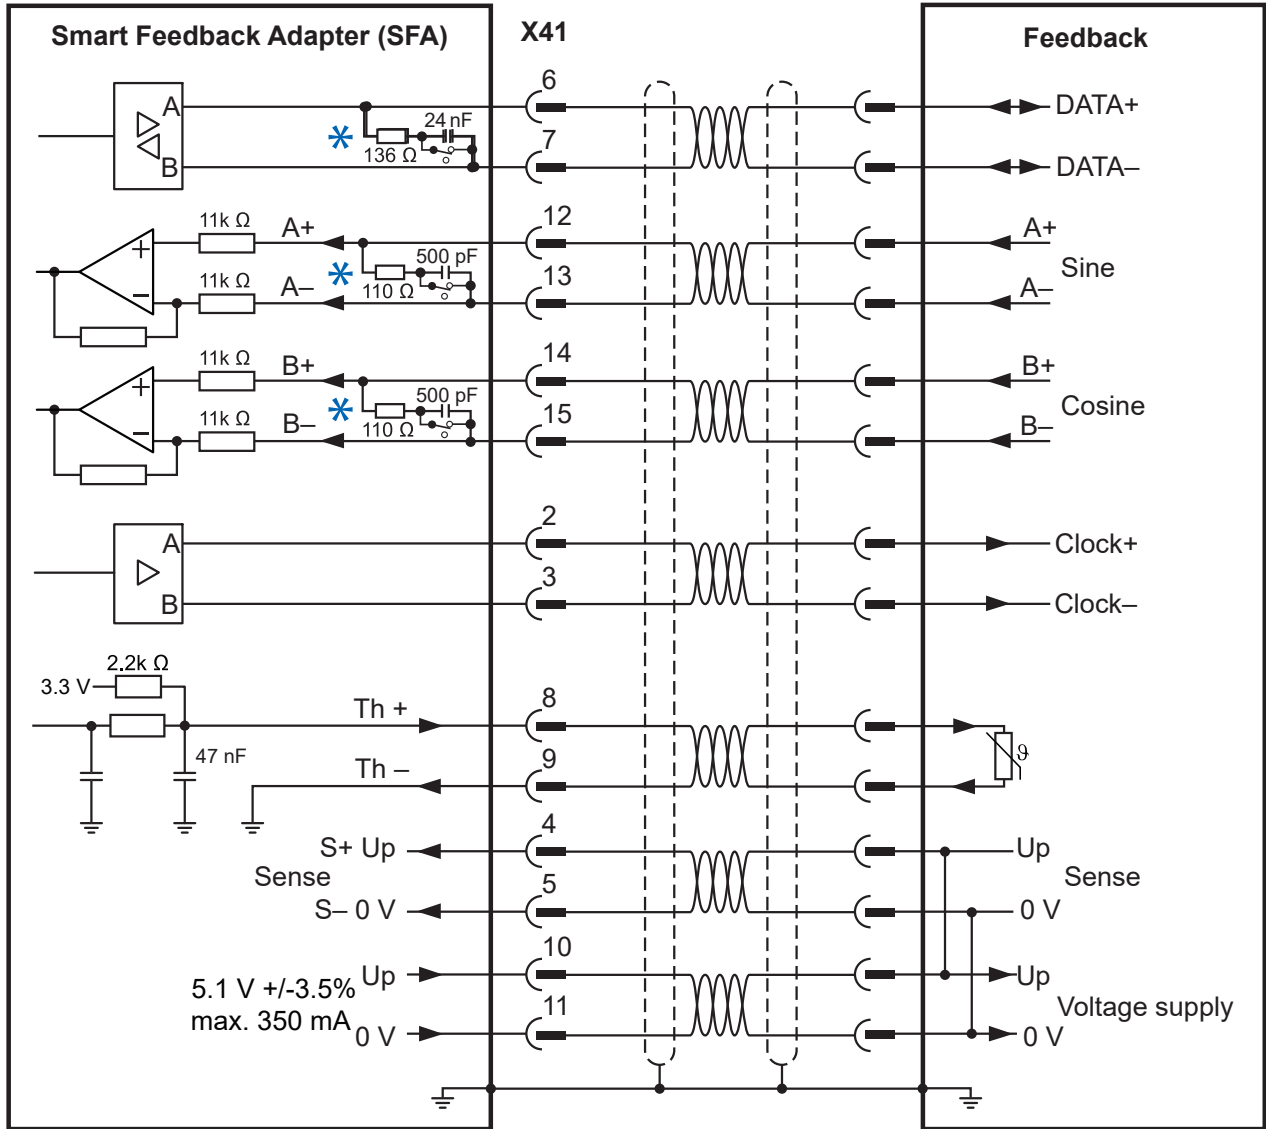 Smart Feedback Adapter (SFA)
X41
Feedback
A
B
*
136 Ω
24 nF
6
7
DATA+
DATA–
11k Ω
11k Ω
+
–
A+
A–
*
110 Ω
500 pF
12
13
A+
A–
Sine
11k Ω
11k Ω
+
–
B+
B–
*
110 Ω
500 pF
14
15
B+
B–
Cosine
A
B
2
3
Clock+
Clock–
2.2k Ω
3.3 V
47 nF
Th +
Th –
8
9
ϑ
S+ Up
Sense
S– 0 V
4
5
Up
Sense
0 V
5.1 V +/-3.5%
max. 350 mA
Up
0 V
10
11
Up
Voltage supply
0 V